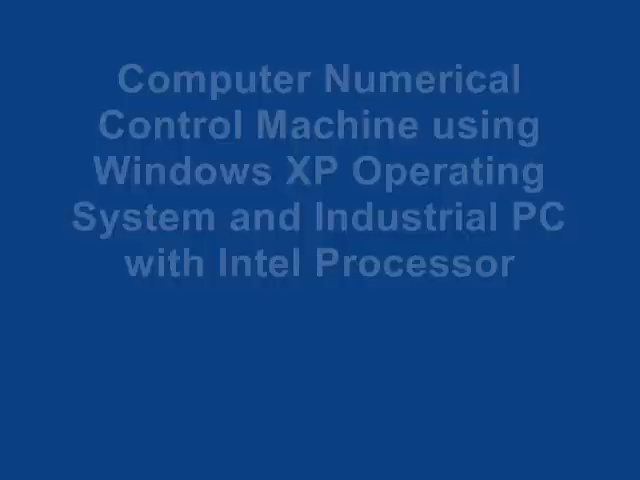 Computer Numerical
Control Machine using
Windows XP Operating
System and Industrial PC
with Intel Processor